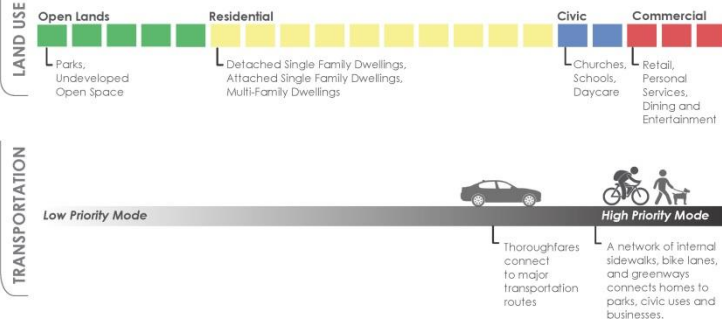 LAND USE
Open Lands
Parks,
Undeveloped
Open Space
Residential
Detached Single Family Dwellings,
Attached Single Family Dwellings,
Multi-Family Dwellings
Civic
Churches,
Schools,
Daycare
Commercial
Retail,
Personal
Services,
Dining and
Entertainment
TRANSPORTATION
Low Priority Mode
High Priority Mode
Thoroughfares
connect
to major
transportation
routes
A network of internal
sidewalks, bike lanes,
and greenways
connects homes to
parks, civic uses and
businesses.